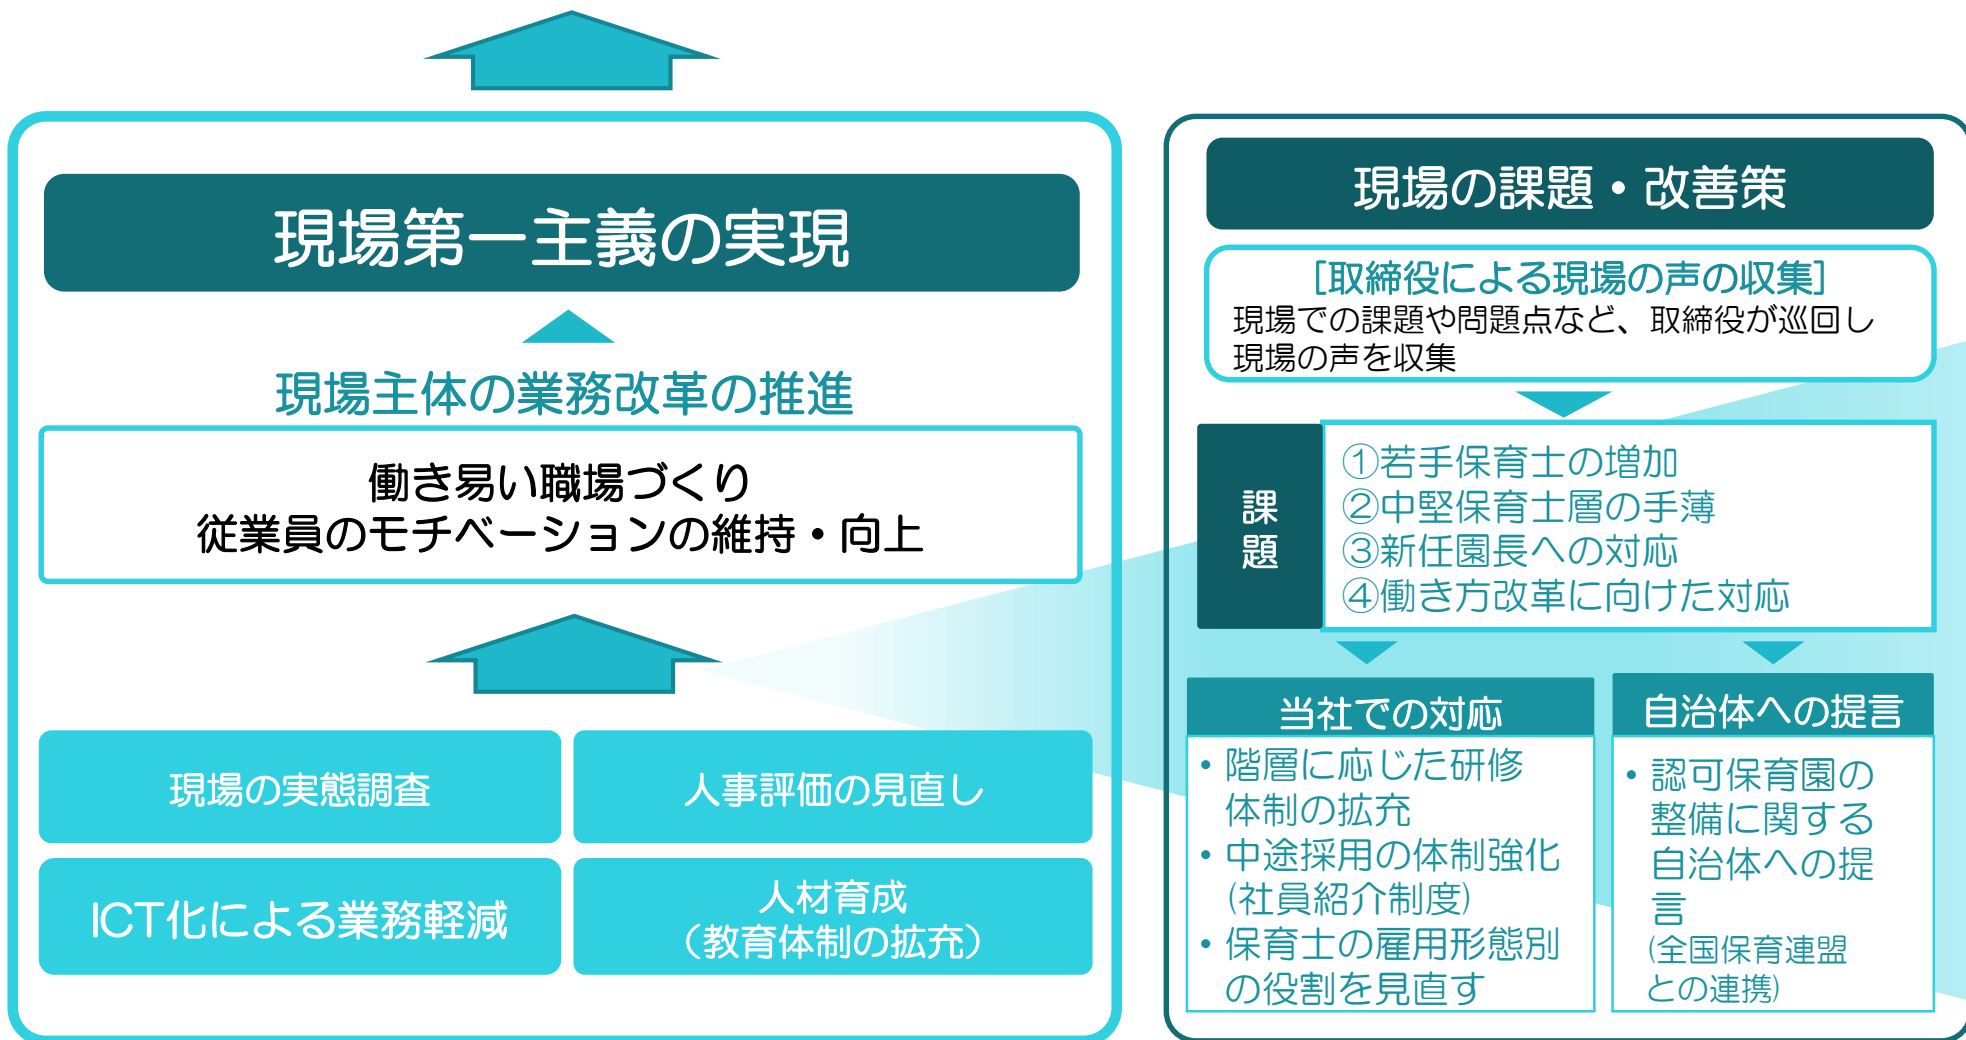 現場第一主義の実現
現場主体の業務改革の推進
働き易い職場づくり
従業員のモチベーションの維持・向上
現場の実態調査
人事評価の見直し
ICT化による業務軽減
人材育成
（教育体制の拡充）
現場の課題・改善策
［取締役による現場の声の収集］
現場での課題や問題点など、取締役が巡回し
現場の声を収集
課
題
①若手保育士の増加
②中堅保育士層の手薄
③新任園長への対応
④働き方改革に向けた対応
当社での対応
・階層に応じた研修
体制の拡充
・中途採用の体制強化
(社員紹介制度)
・保育士の雇用形態別
の役割を見直す
自治体への提言
・認可保育園の
整備に関する
自治体への提
言
(全国保育連盟
との連携)